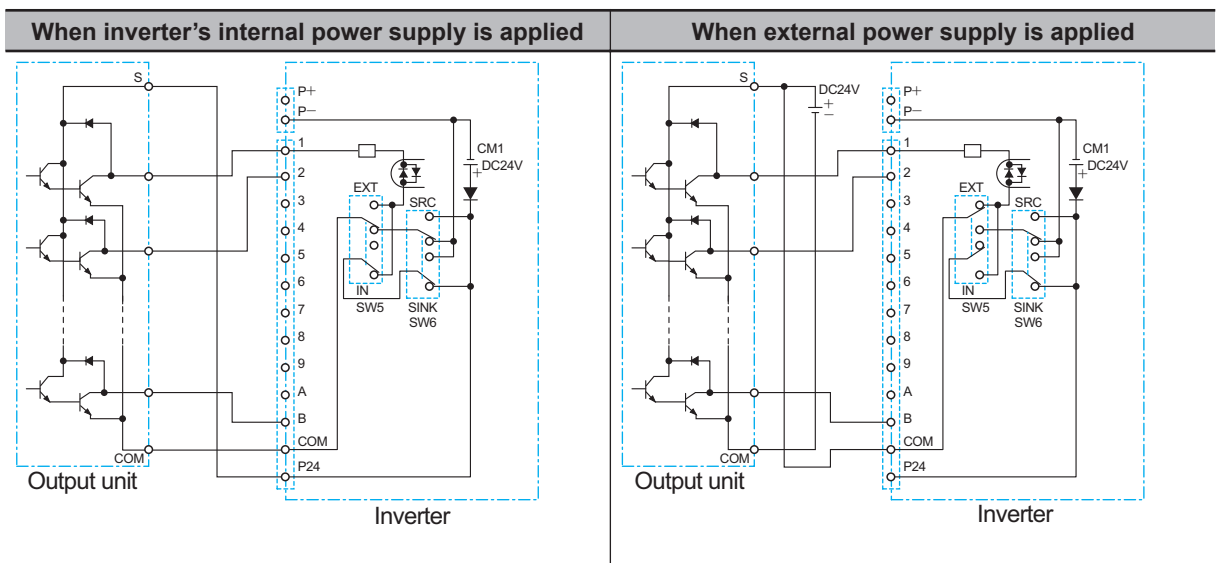 When inverter's internal power supply is applied
When external power supply is applied
S
P+
P−
1
2
3
4
5
6
7
8
9
A
B
COM
P24
CM1
DC24V
+
EXT
SRC
IN
SW5
SINK
SW6
COM
Output unit
Inverter
S
DC24V
+
−
P+
P−
1
2
3
4
5
6
7
8
9
A
B
COM
P24
CM1
DC24V
+
EXT
SRC
IN
SW5
SINK
SW6
COM
Output unit
Inverter